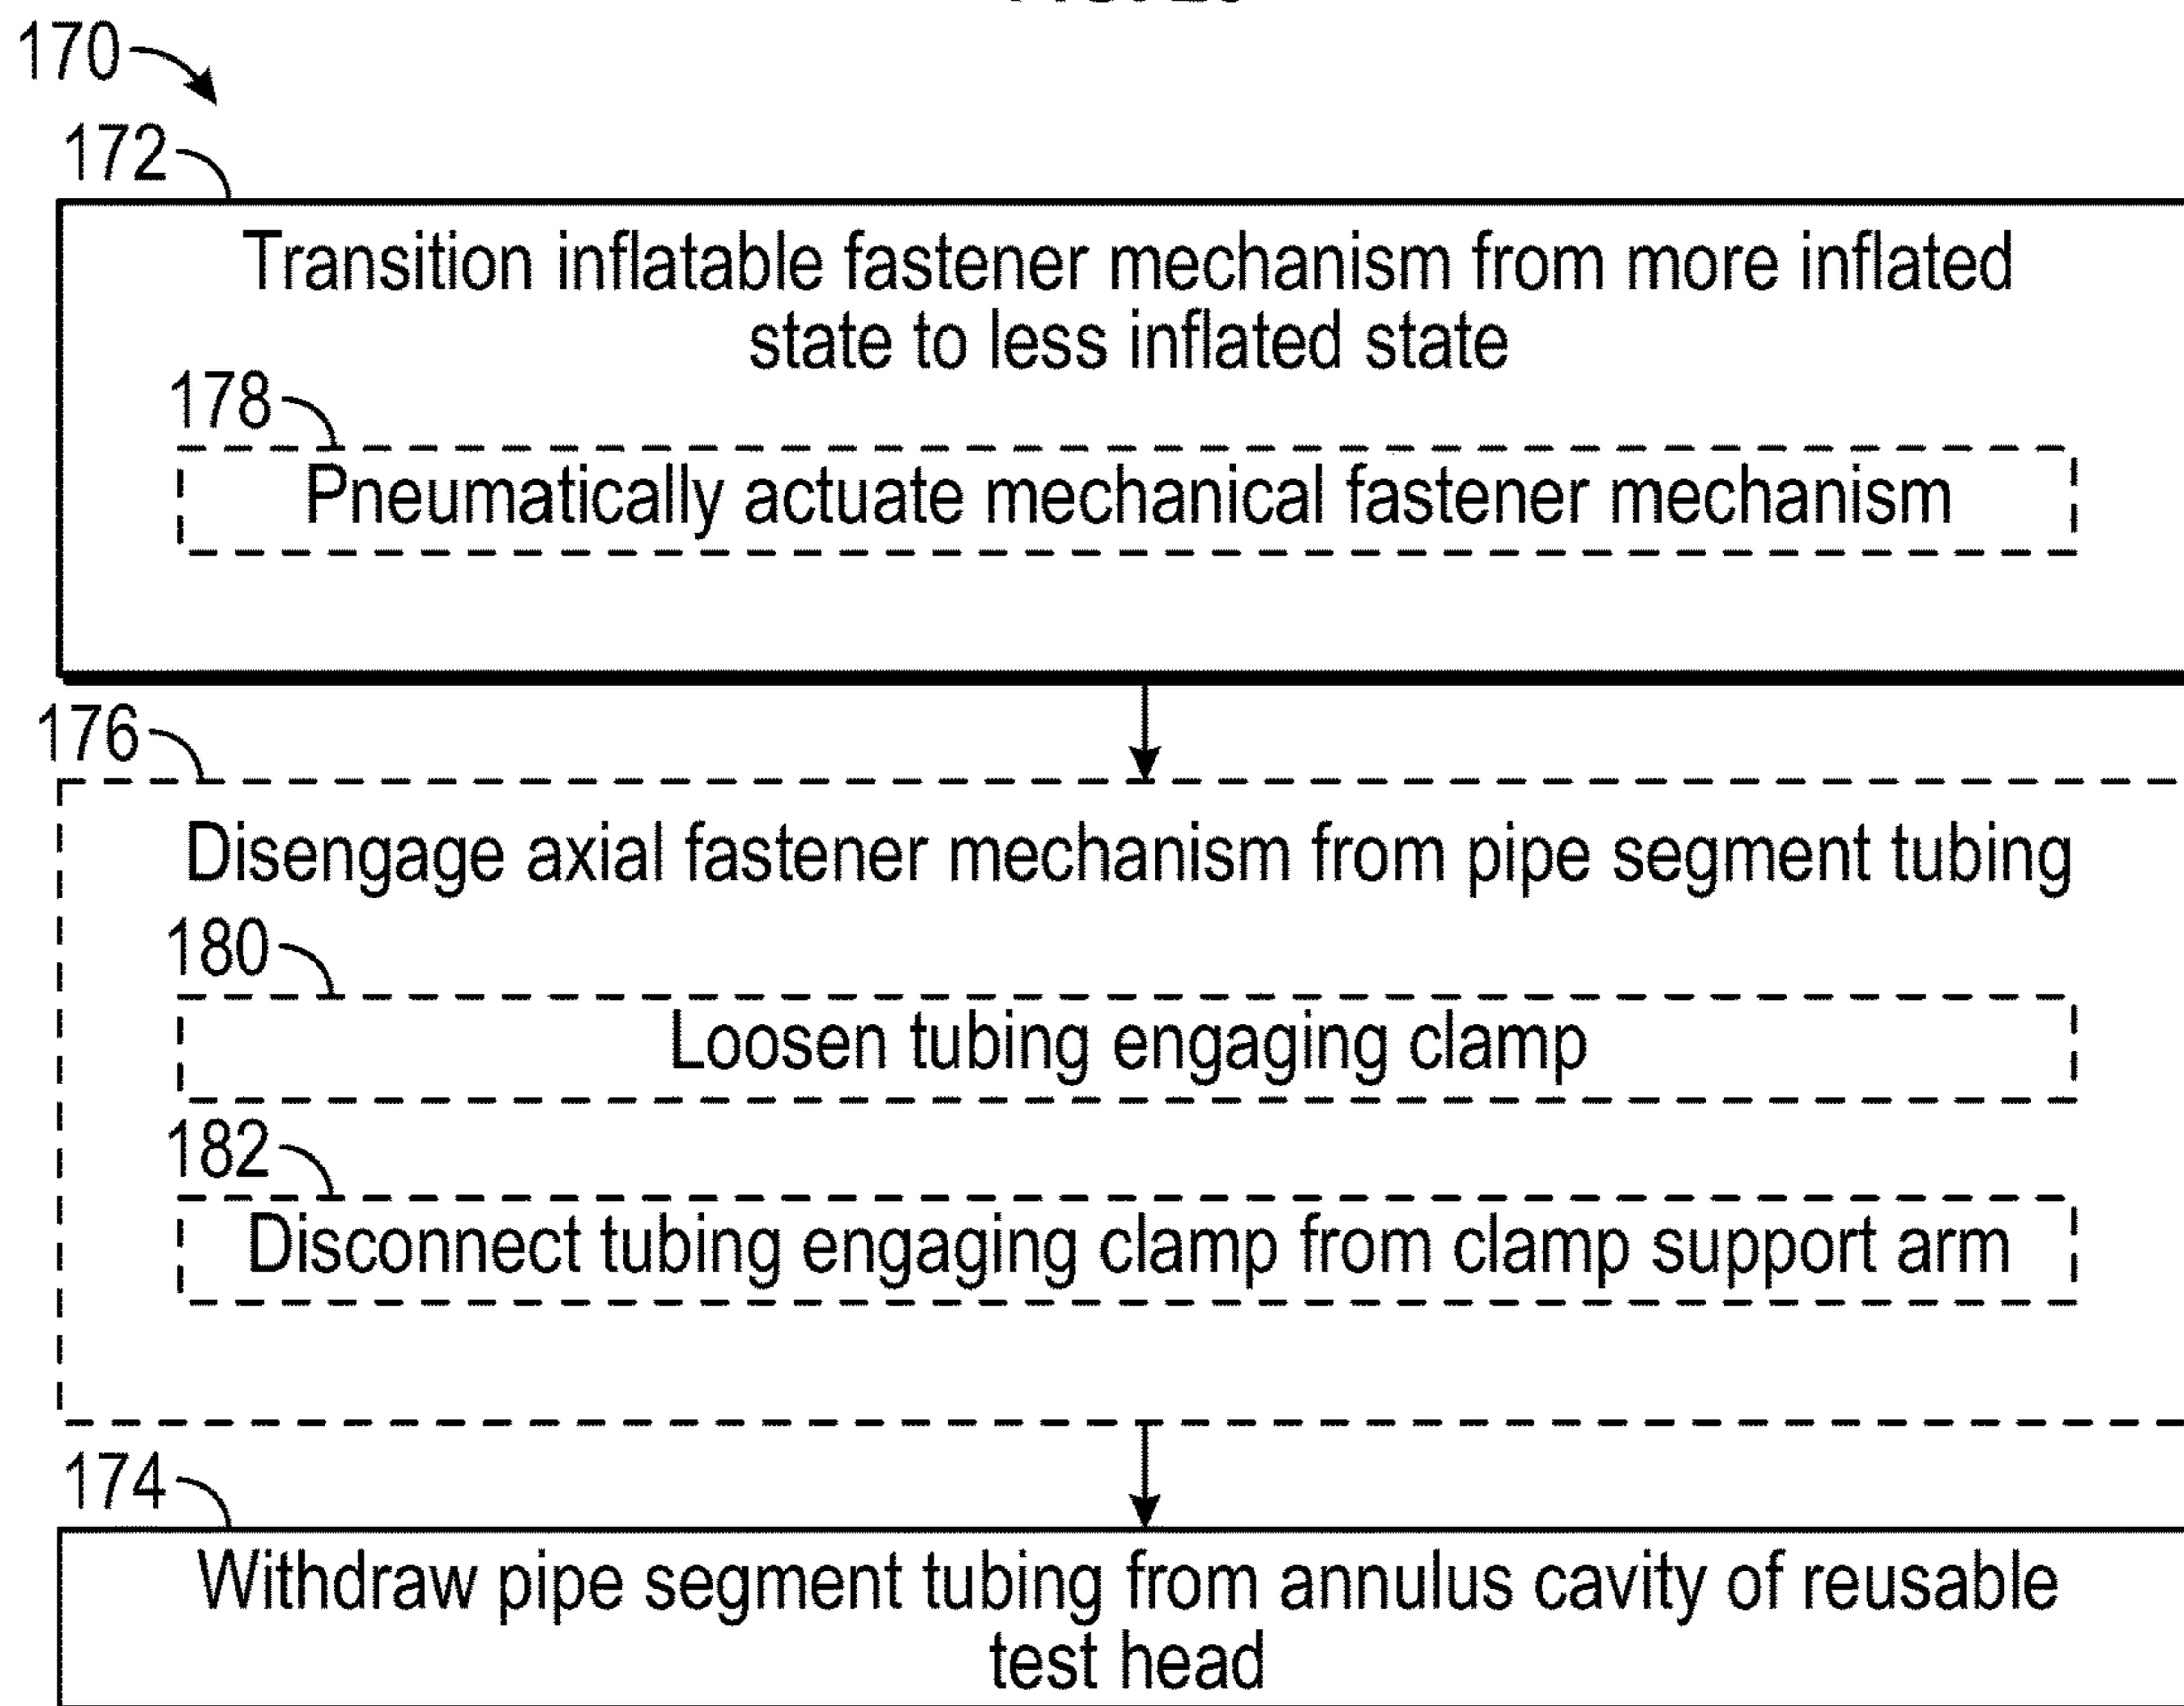 170
172
Transition inflatable fastener mechanism from more inflated
state to less inflated state
178
Pneumatically actuate mechanical fastener mechanism
176
Disengage axial fastener mechanism from pipe segment tubing
180
Loosen tubing engaging clamp
182
Disconnect tubing engaging clamp from clamp support arm
174
Withdraw pipe segment tubing from annulus cavity of reusable
test head